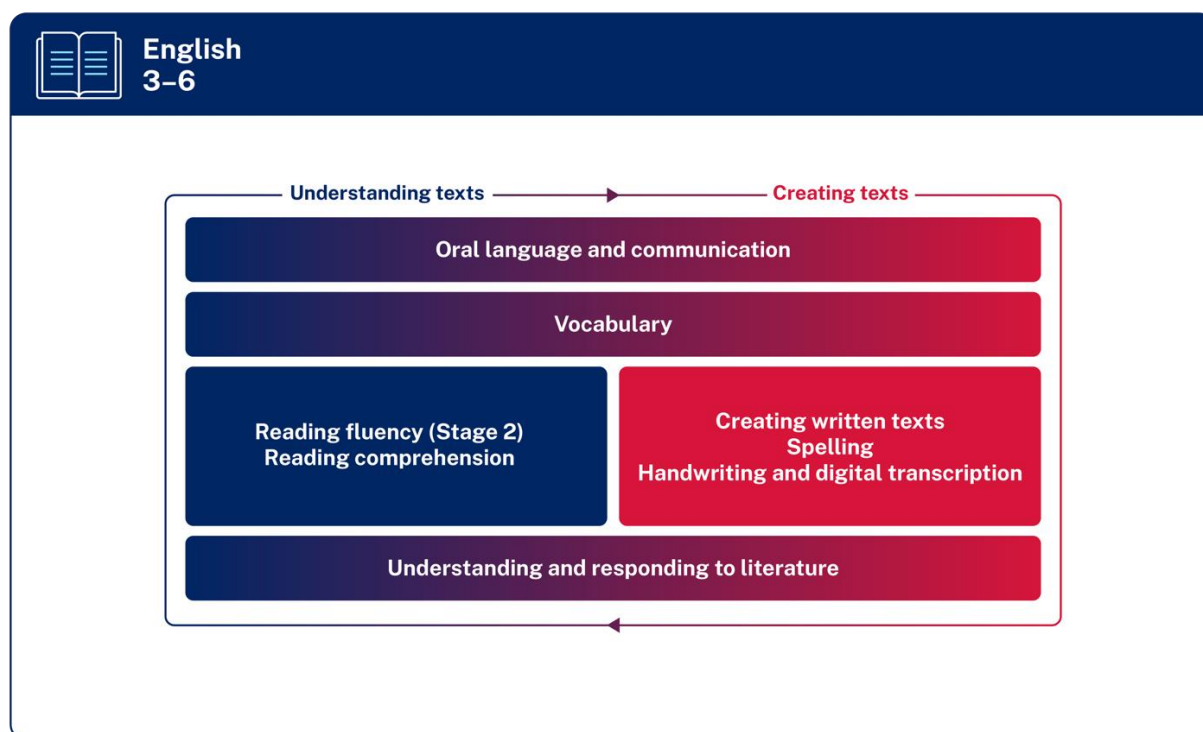 English
3–6
Understanding texts
Creating texts
Oral language and communication
Vocabulary
Reading fluency (Stage 2)
Reading comprehension
Creating written texts
Spelling
Handwriting and digital transcription
Understanding and responding to literature